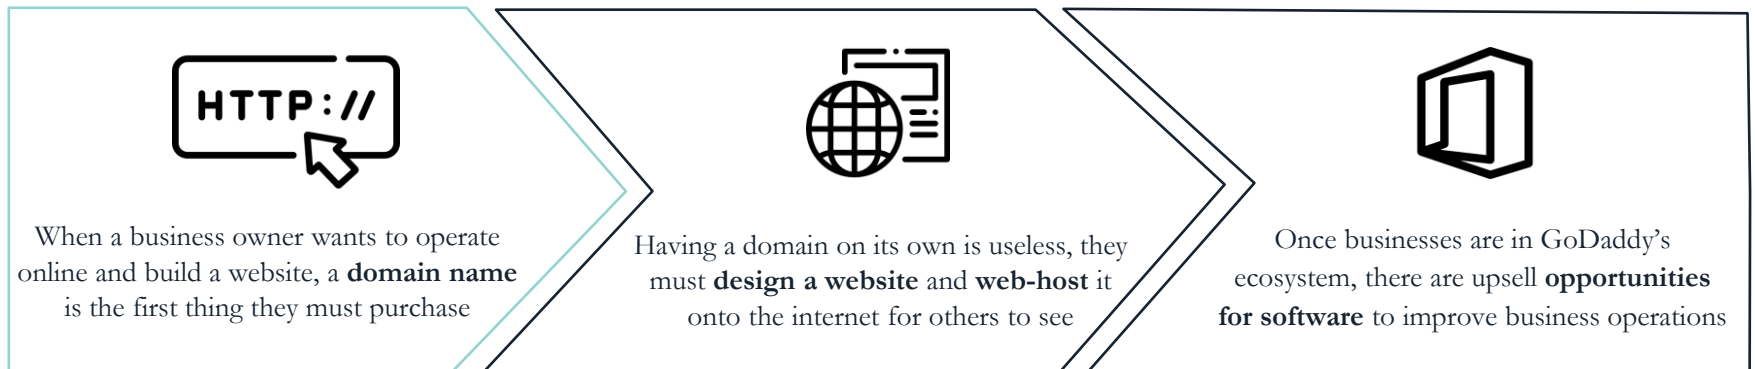 HTTP://
When a business owner wants to operate
online and build a website, a domain name
is the first thing they must purchase
Having a domain on its own is useless, they
must design a website and web-host it
onto the internet for others to see
Once businesses are in GoDaddy’s
ecosystem, there are upsell opportunities
for software to improve business operations